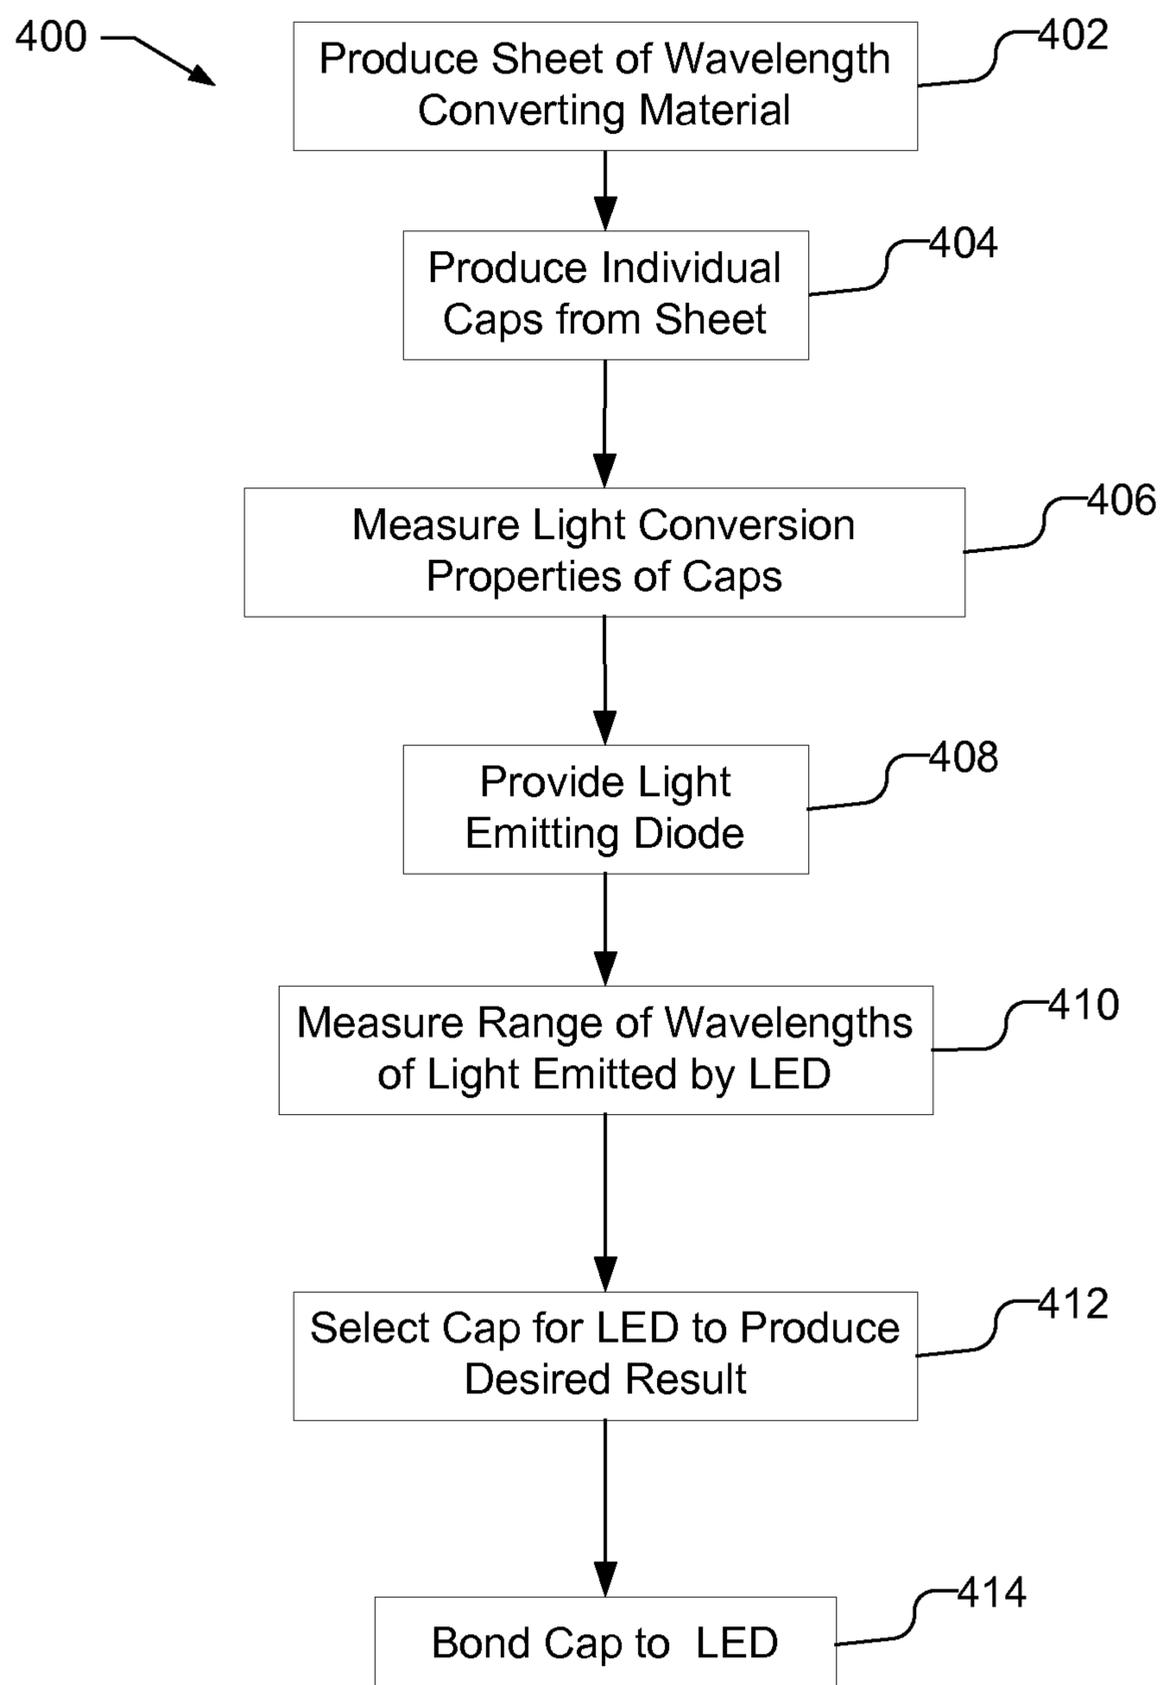 400
402
Produce Sheet of Wavelength
Converting Material
404
Produce Individual
Caps from Sheet
406
Measure Light Conversion
Properties of Caps
408
Provide Light
Emitting Diode
410
Measure Range of Wavelengths
of Light Emitted by LED
412
Select Cap for LED to Produce
Desired Result
414
Bond Cap to LED